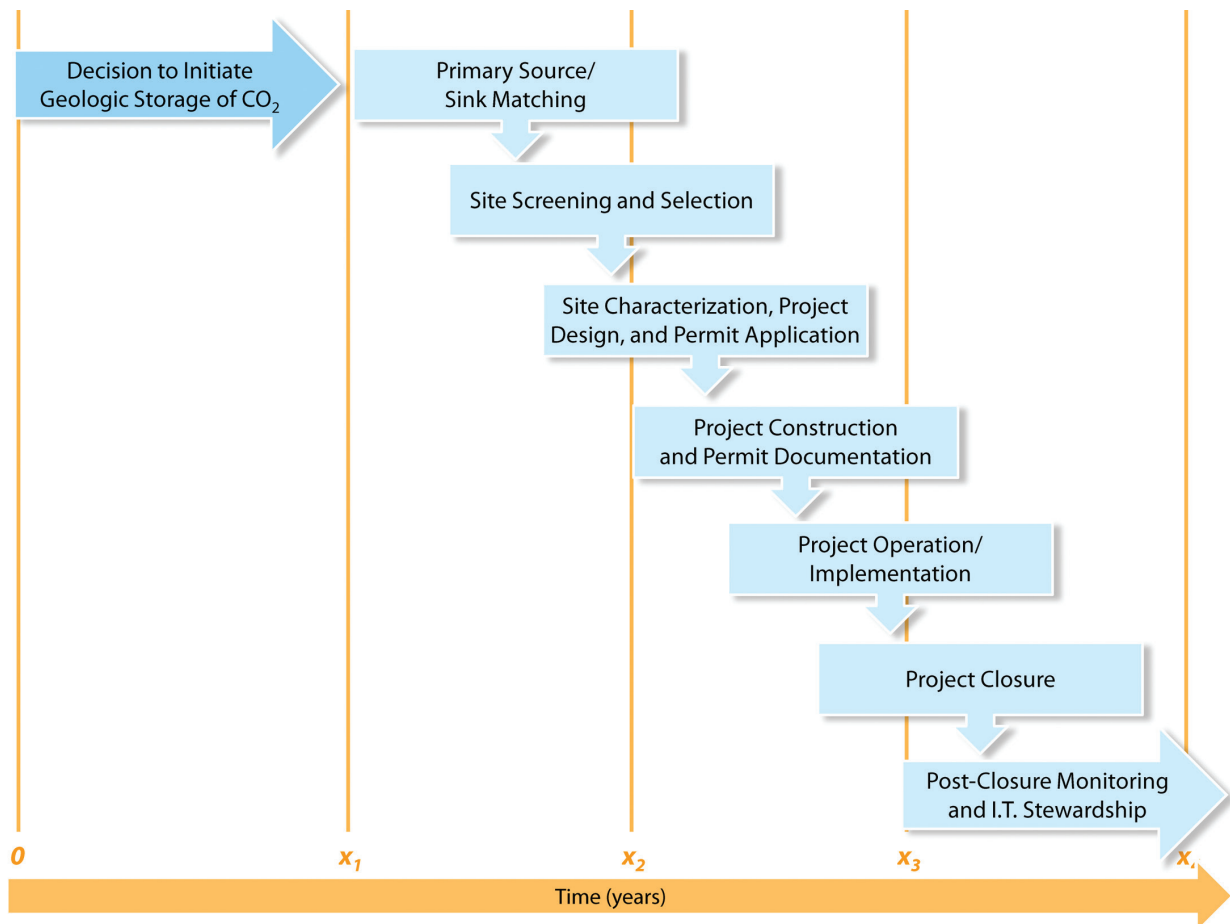 Decision to Initiate
Geologic Storage of CO₂
Primary Source/
Sink Matching
Site Screening and Selection
Site Characterization, Project
Design, and Permit Application
Project Construction
and Permit Documentation
Project Operation/
Implementation
Project Closure
Post-Closure Monitoring
and I.T. Stewardship
0
x₁
x₂
x₃
x
Time (years)